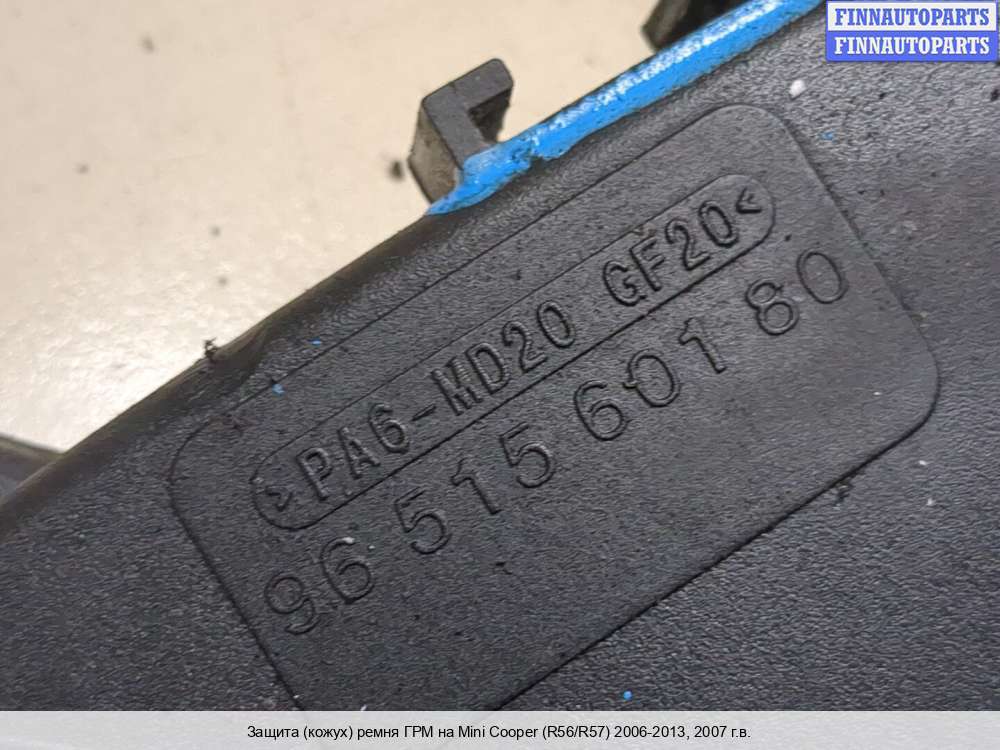 FINNAUTOPARTS
FINNAUTOPARTS
>PA6-MD20 GF20<
96 515 601 80
Защита (кожух) ремня ГРМ на Mini Cooper (R56/R57) 2006-2013, 2007 г.в.